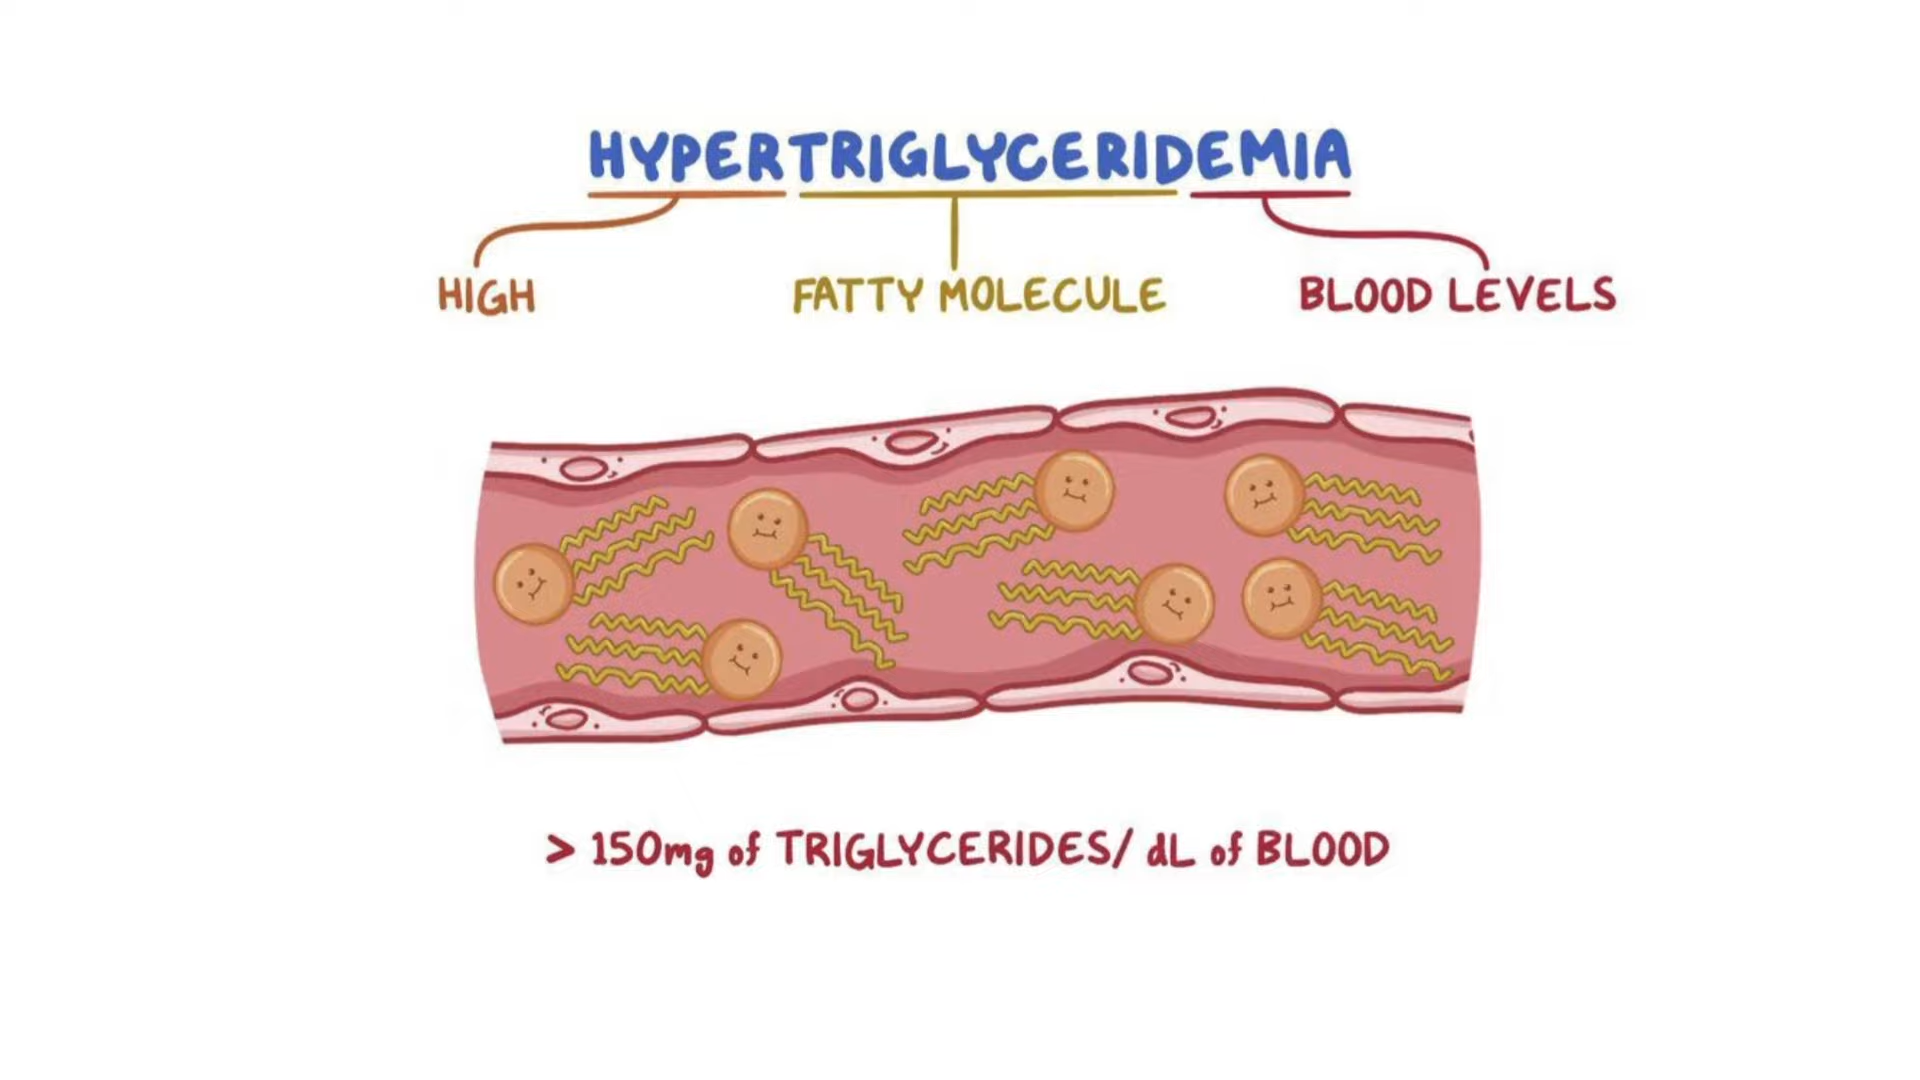 HYPERTRIGLYCERIDEMIA
HIGH FATTY MOLECULE BLOOD LEVELS
> 150mg of TRIGLYCERIDES/ dL of BLOOD